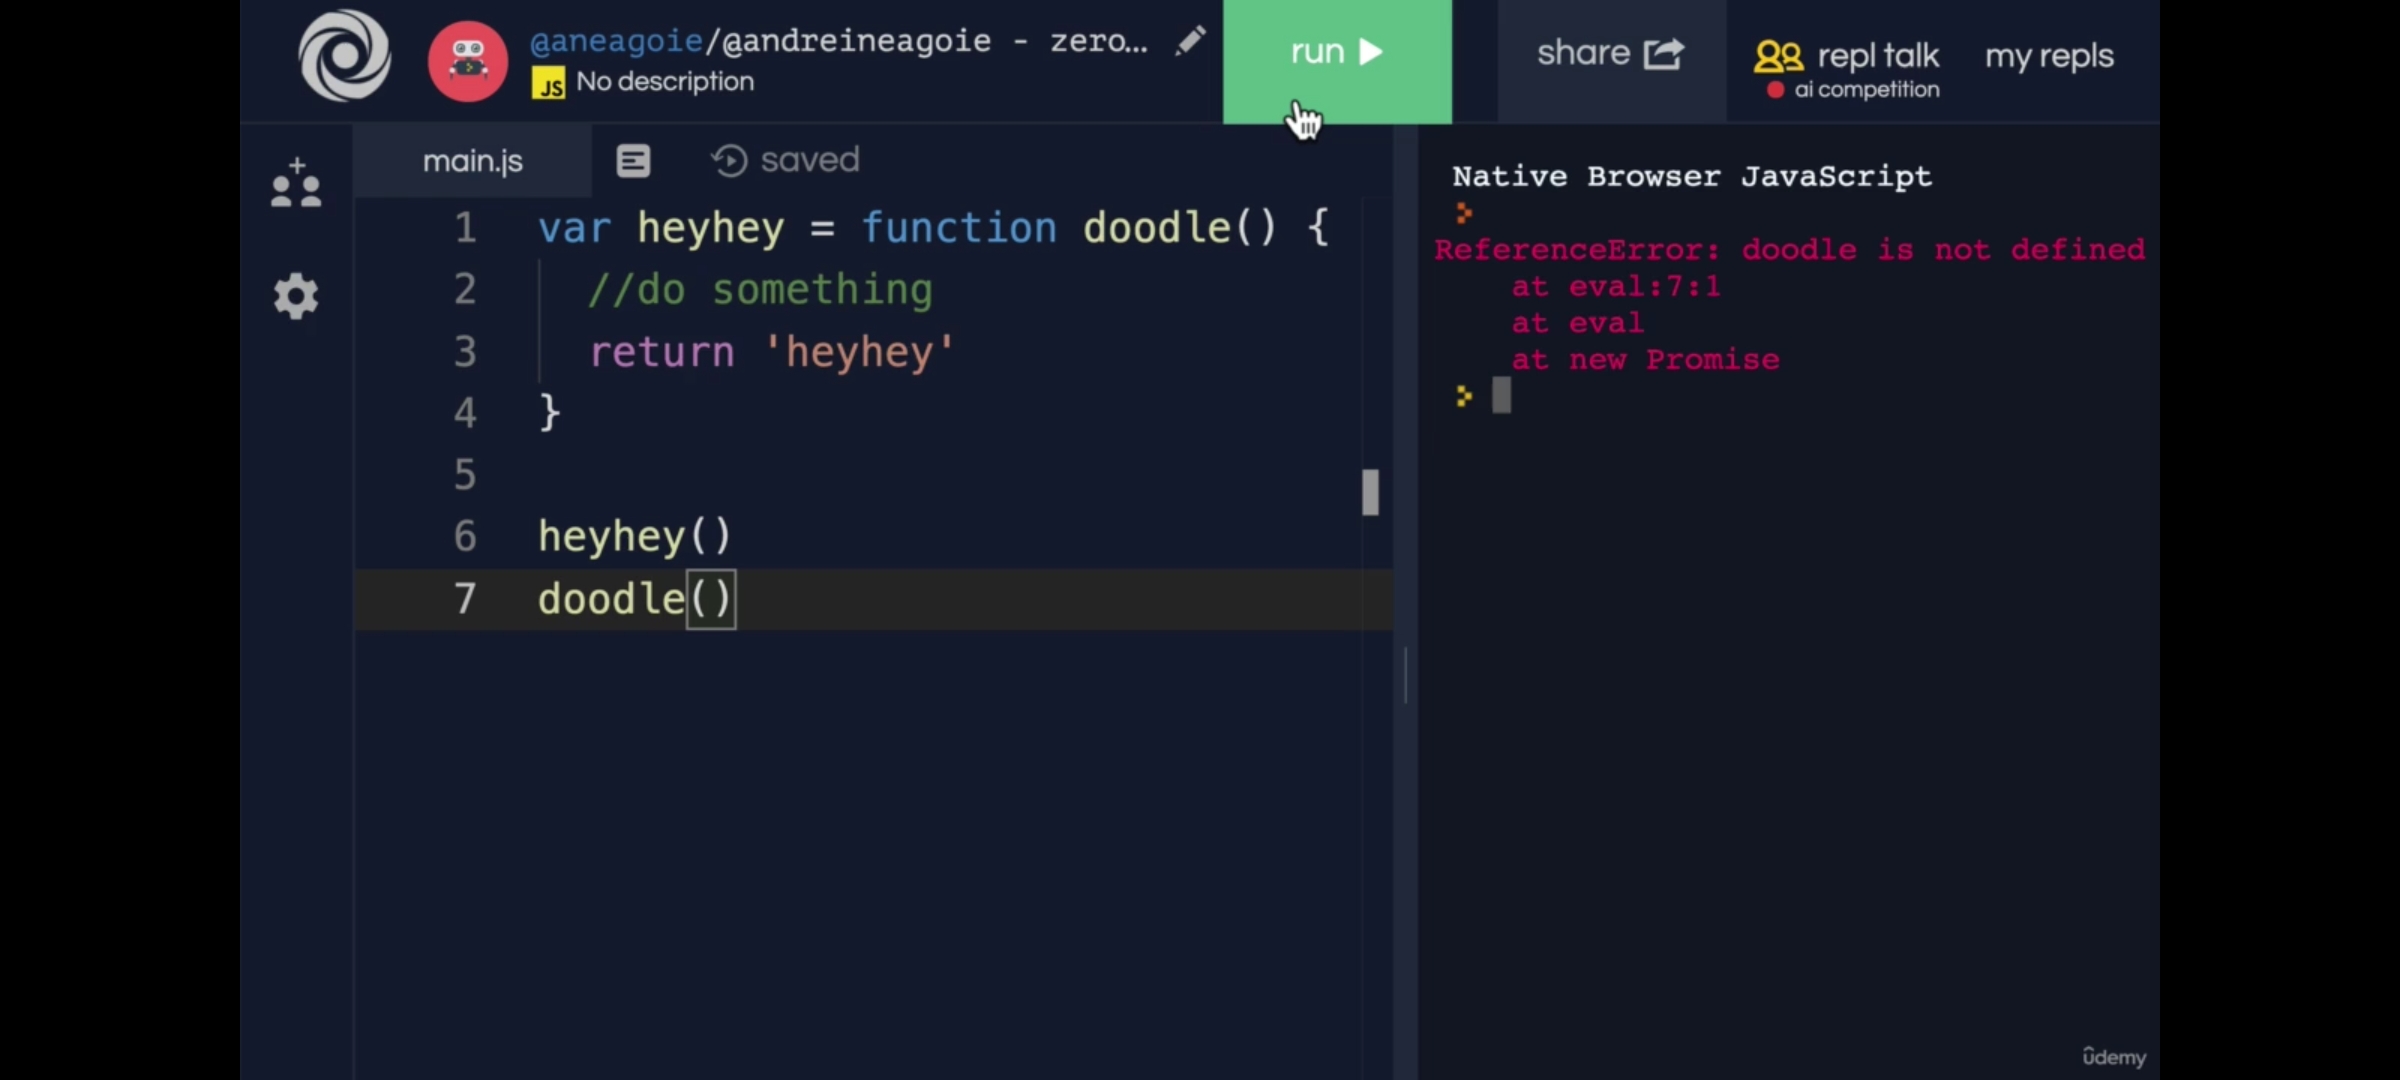 @aneagoie/@andreineagoie - zero...
JS No description
run
share
repl talk
ai competition
my repls
main.js
saved
1 var heyhey = function doodle() {
2 //do something
3 return 'heyhey'
4 }
5
6 heyhey()
7 doodle()
Native Browser JavaScript
ReferenceError: doodle is not defined
at eval:7:1
at eval
at new Promise
ûdemy